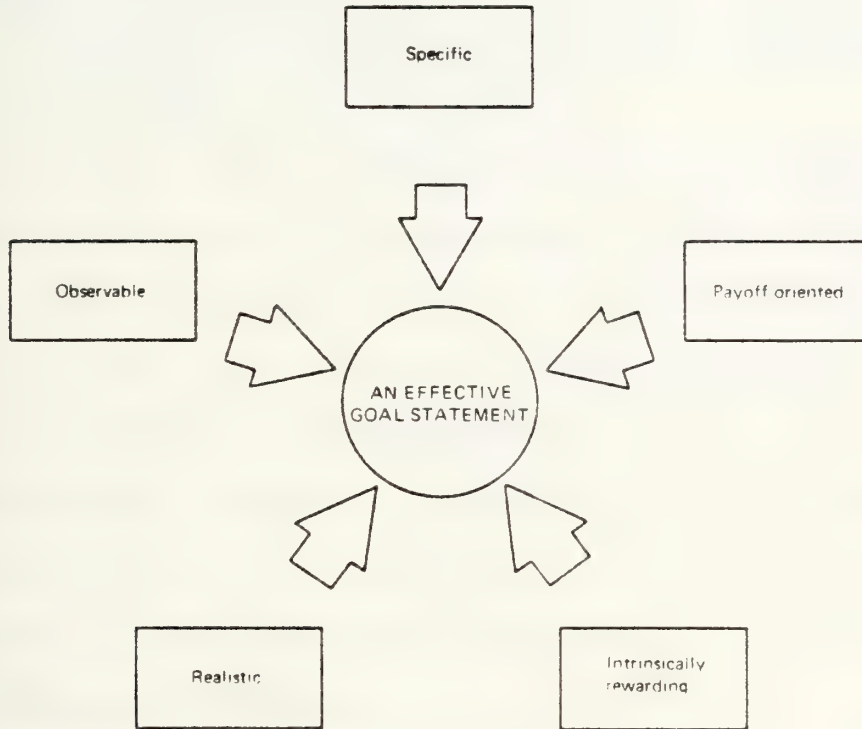 Specific
Observable
Payoff oriented
AN EFFECTIVE
GOAL STATEMENT
Realistic
Intrinsically
rewarding